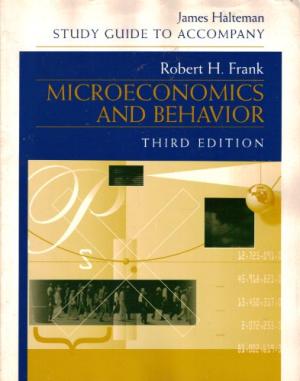 James Halteman
STUDY GUIDE TO ACCOMPANY
Robert H. Frank
MICROECONOMICS
AND BEHAVIOR
THIRD EDITION
P
S